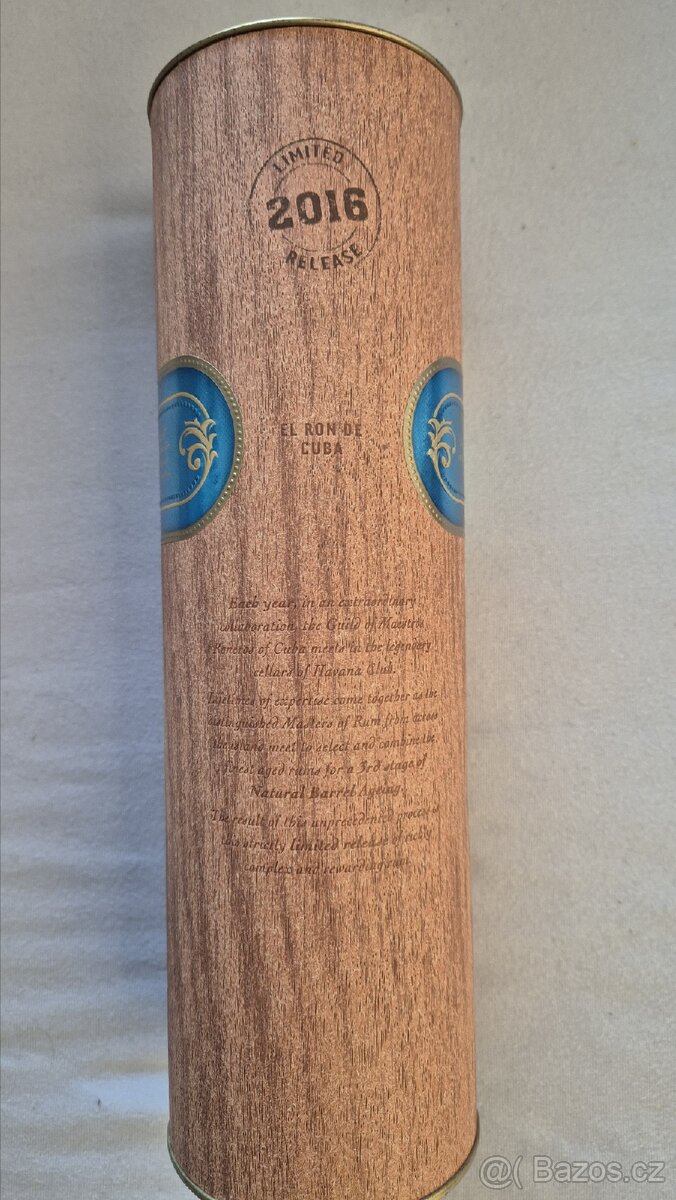 LIMITED
2016
RELEASE
EL RON DE
CUBA
Each year, in an extraordinary
collaboration, the Guild of Maestros
Roneros of Cuba meets in the legendary
cellars of Havana Club.
Lifetimes of expertise come together as the
distinguished Masters of Rum from across
the island meet to select and combine the
finest aged rums for a 3rd stage of
Natural Barrel Ageing.
The result of this unprecedented process is
this strictly limited release of richly
complex and rewarding rum.
@( Bazos.cz